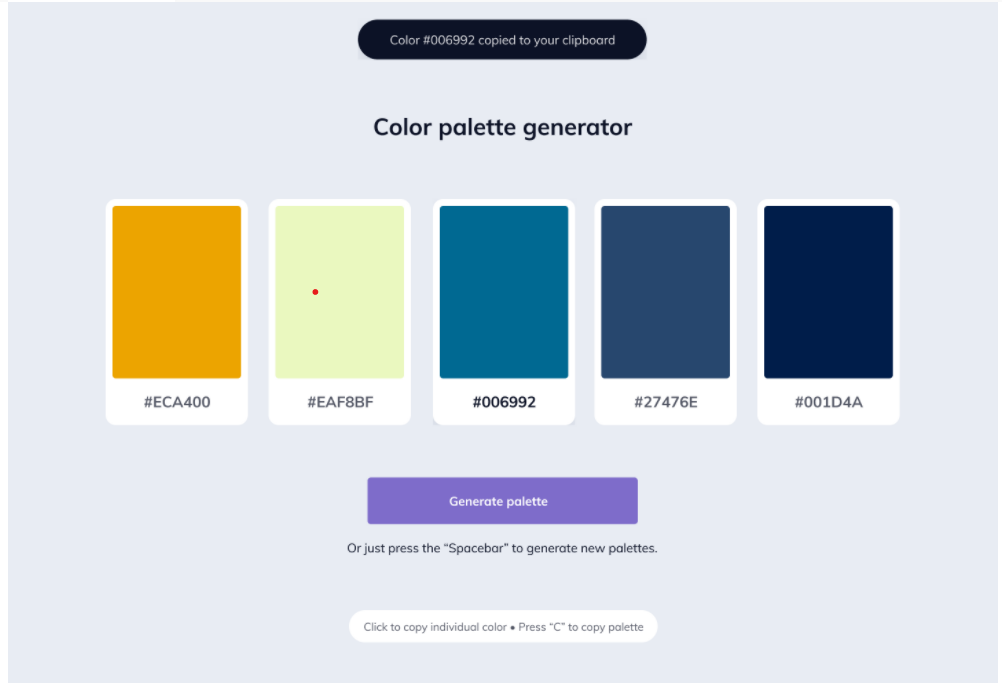 Color #006992 copied to your clipboard
Color palette generator
#ECA400
#EAF8BF
#006992
#27476E
#001D4A
Generate palette
Or just press the “Spacebar” to generate new palettes.
Click to copy individual color • Press “C” to copy palette